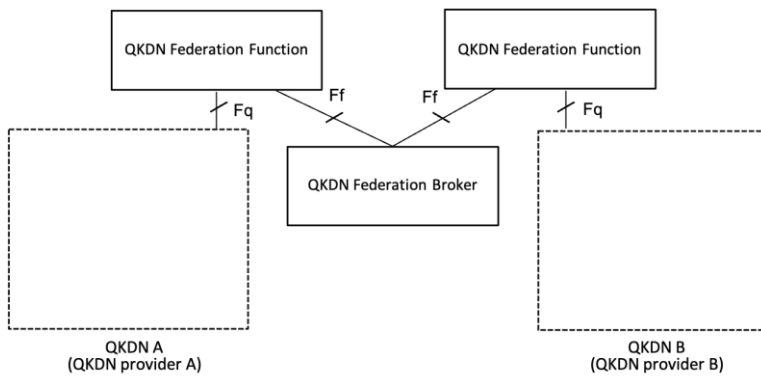 QKDN Federation Function
QKDN Federation Function
Fq
Ff
Ff
Fq
QKDN Federation Broker
QKDN A
(QKDN provider A)
QKDN B
(QKDN provider B)